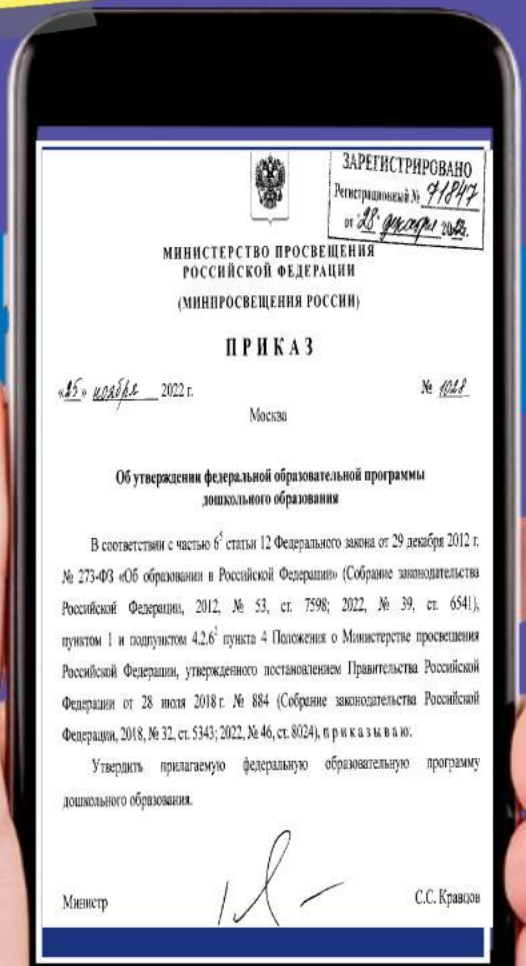 ЗАРЕГИСТРИРОВАНО
Регистрационный № 71847
от "28" декабря 2022г.
МИНИСТЕРСТВО ПРОСВЕЩЕНИЯ
РОССИЙСКОЙ ФЕДЕРАЦИИ
(МИНПРОСВЕЩЕНИЯ РОССИИ)
ПРИКАЗ
«25» ноября 2022 г. № 1028
Москва
Об утверждении федеральной образовательной программы
дошкольного образования
В соответствии с частью 6⁵ статьи 12 Федерального закона от 29 декабря 2012 г.
№ 273-ФЗ «Об образовании в Российской Федерации» (Собрание законодательства
Российской Федерации, 2012, № 53, ст. 7598; 2022, № 39, ст. 6541),
пунктом 1 и подпунктом 4.2.6² пункта 4 Положения о Министерстве просвещения
Российской Федерации, утвержденного постановлением Правительства Российской
Федерации от 28 июля 2018 г. № 884 (Собрание законодательства Российской
Федерации, 2018, № 32, ст. 5343; 2022, № 46, ст. 8024), п р и к а з ы в а ю:
Утвердить прилагаемую федеральную образовательную программу
дошкольного образования.
Министр С.С. Кравцов